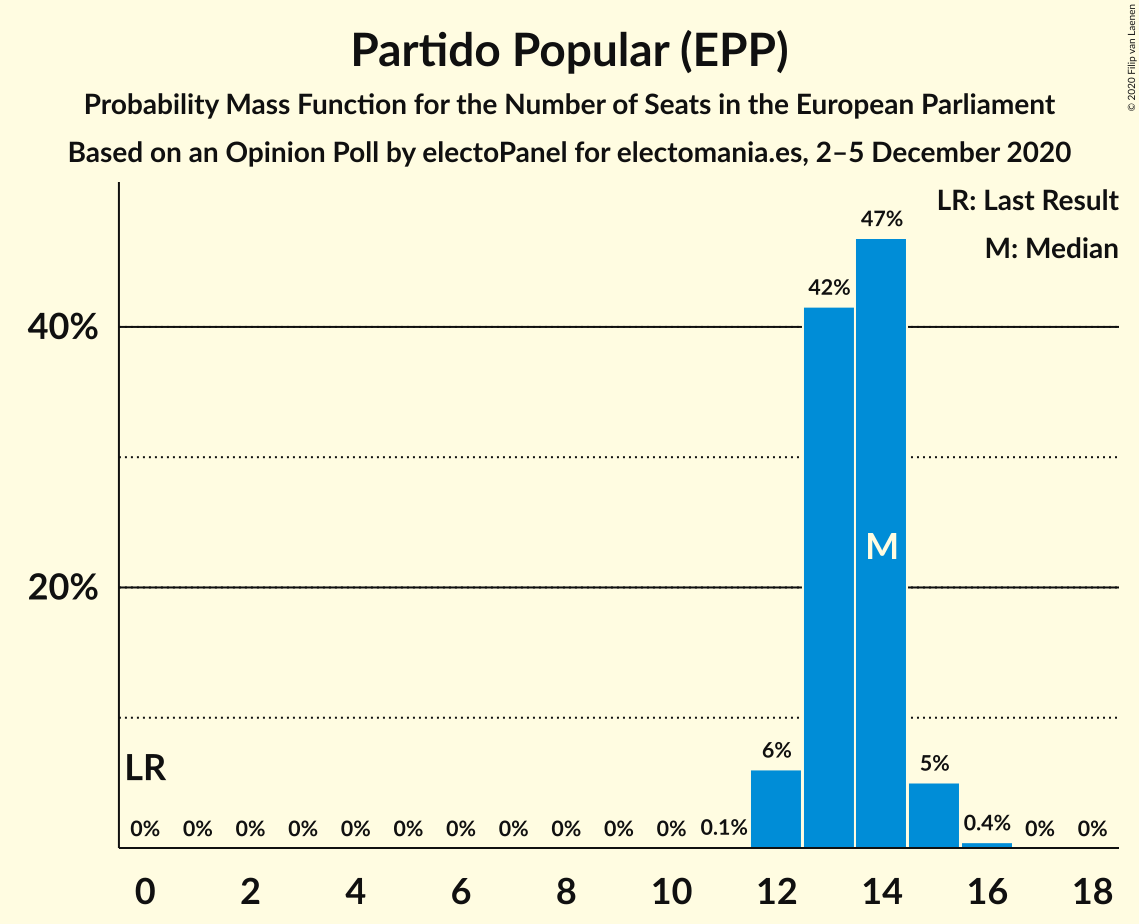 Partido Popular (EPP)
Probability Mass Function for the Number of Seats in the European Parliament
Based on an Opinion Poll by electoPanel for electomania.es, 2–5 December 2020
© 2020 Filip van Laenen
LR: Last Result
M: Median
47%
42%
40%
M
20%
6%
5%
LR
0% 0% 0% 0% 0% 0% 0% 0% 0% 0% 0% 0.1% 0.4% 0% 0%
0 2 4 6 8 10 12 14 16 18